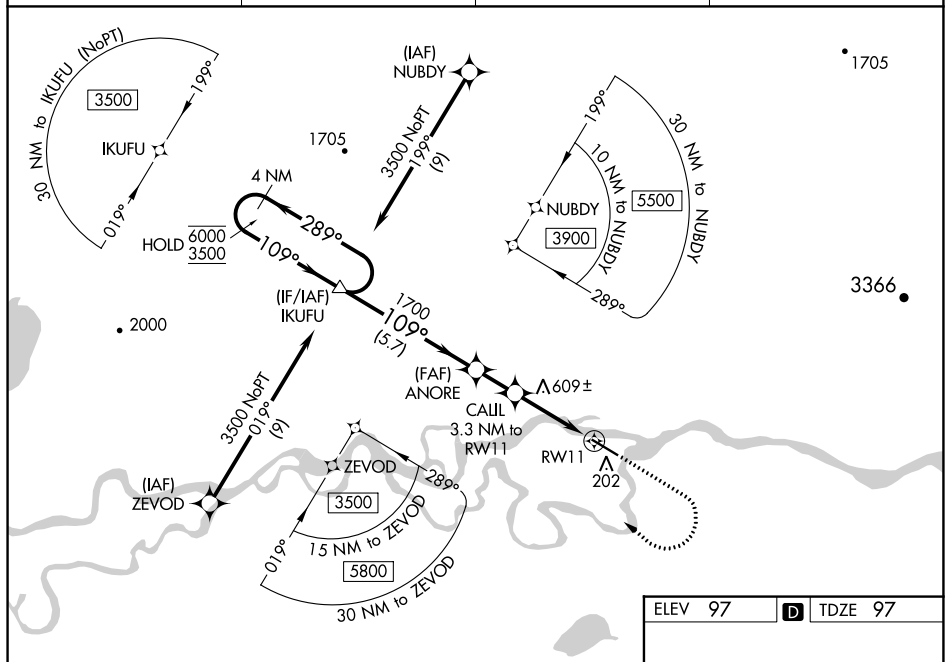 30 NM to IKUFU (NoPT)
3500
199°
IKUFU
019°
(IAF)
NUBDY
3500 NoPT
199°
(9)
1705
1705
4 NM
HOLD 6000
3500
289°
109°
(IF/IAF)
IKUFU
199°
10 NM to NUBDY
30 NM to NUBDY
NUBDY
3900
5500
289°
3366
2000
1700
109°
(5.7)
(FAF)
ANORE
CALIL
3.3 NM to
RW11
609±
RW11
202
3500 NoPT
019°
(9)
(IAF)
ZEVOD
ZEVOD
289°
3500
019°
15 NM to ZEVOD
5800
30 NM to ZEVOD
ELEV 97 D TDZE 97